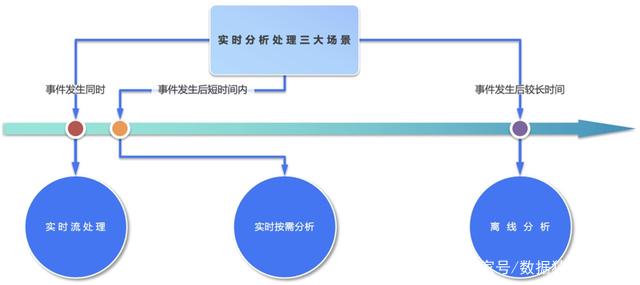 实时分析处理三大场景
事件发生同时
事件发生后短时间内
事件发生后较长时间
实时流处理
实时按需分析
离线分析
号/数据